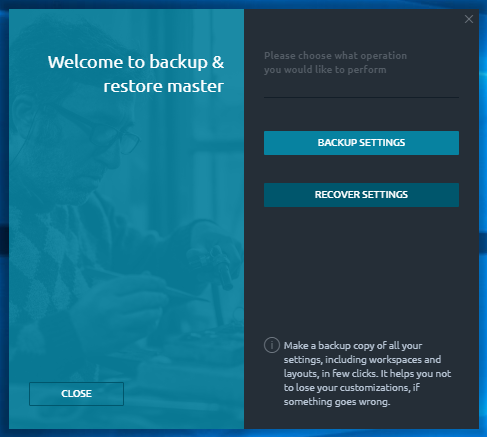 Welcome to backup &
restore master
CLOSE
Please choose what operation
you would like to perform
BACKUP SETTINGS
RECOVER SETTINGS
Make a backup copy of all your
settings, including workspaces and
layouts, in few clicks. It helps you not
to lose your customizations, if
something goes wrong.